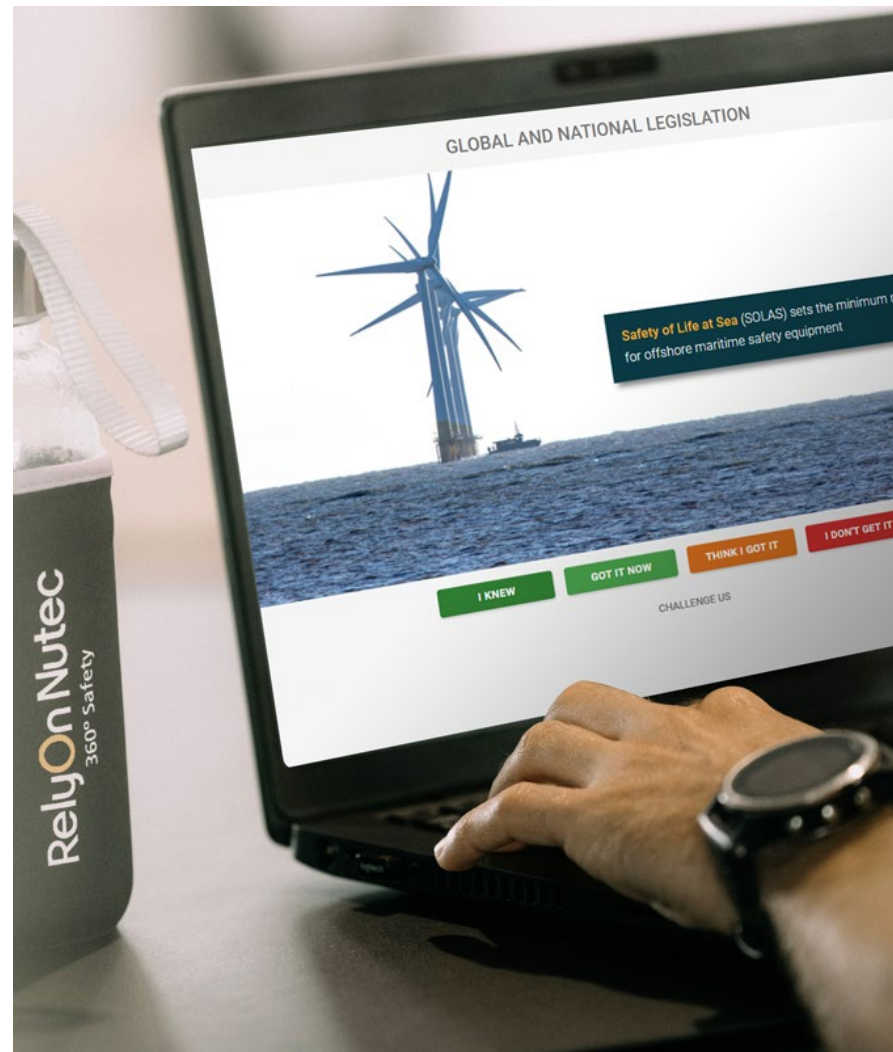 GLOBAL AND NATIONAL LEGISLATION
Safety of Life at Sea (SOLAS) sets the minimum
for offshore maritime safety equipment
I KNEW
GOT IT NOW
THINK I GOT IT
I DON'T GET IT
CHALLENGE US
RelyOn Nutec
360° Safety